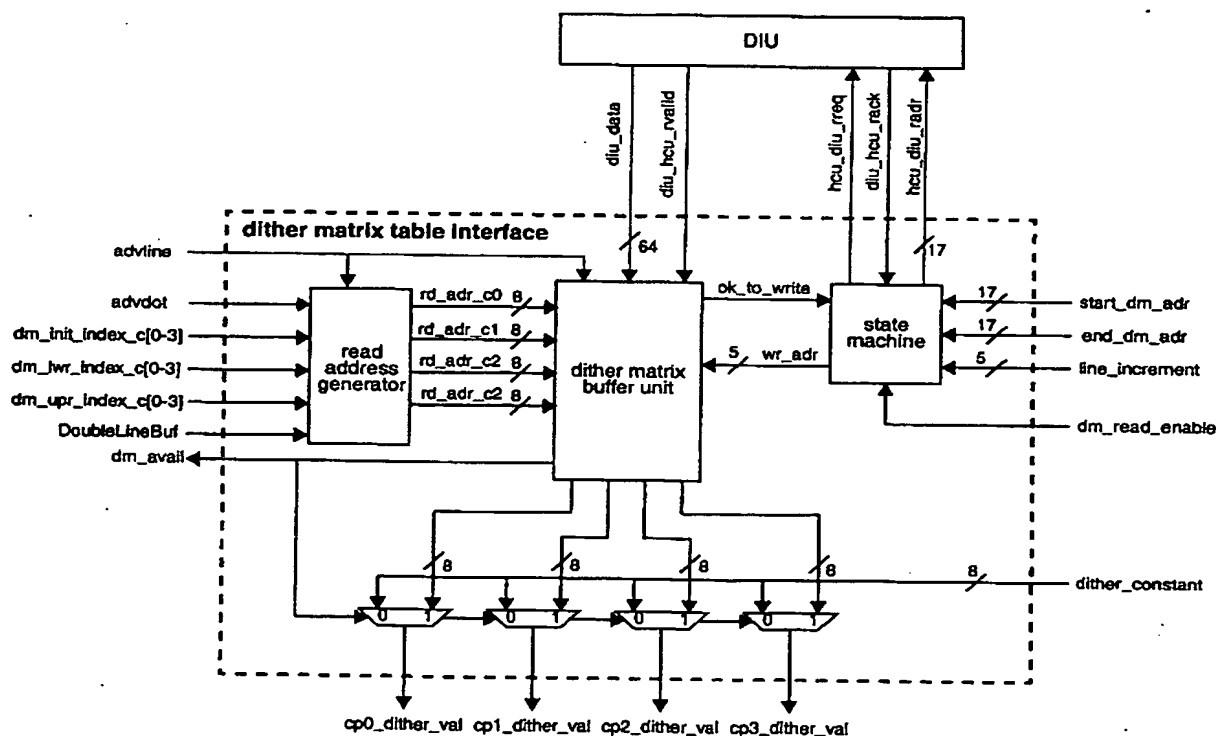 DIU
diu_data
diu_hcu_rvalid
hcu_diu_rreq
diu_hcu_rack
hcu_diu_radr
dither matrix table interface
64
17
advline
advdot
dm_init_index_c[0-3]
dm_lwr_index_c[0-3]
dm_upr_index_c[0-3]
DoubleLineBuf
dm_avail
read
address
generator
rd_adr_c0
8
rd_adr_c1
8
rd_adr_c2
8
rd_adr_c2
8
dither matrix
buffer unit
ok_to_write
5
wr_adr
state
machine
17
start_dm_adr
17
end_dm_adr
5
line_increment
dm_read_enable
8
8
8
8
8
dither_constant
0 1
0 1
0 1
0 1
cp0_dither_val cp1_dither_val cp2_dither_val cp3_dither_val